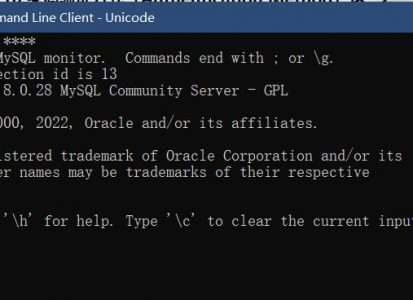 mand Line Client - Unicode
****
MySQL monitor.  Commands end with ; or \g.
ection id is 13
8.0.28 MySQL Community Server - GPL
000, 2022, Oracle and/or its affiliates.
istered trademark of Oracle Corporation and/or its
er names may be trademarks of their respective
'\h' for help. Type '\c' to clear the current inpu